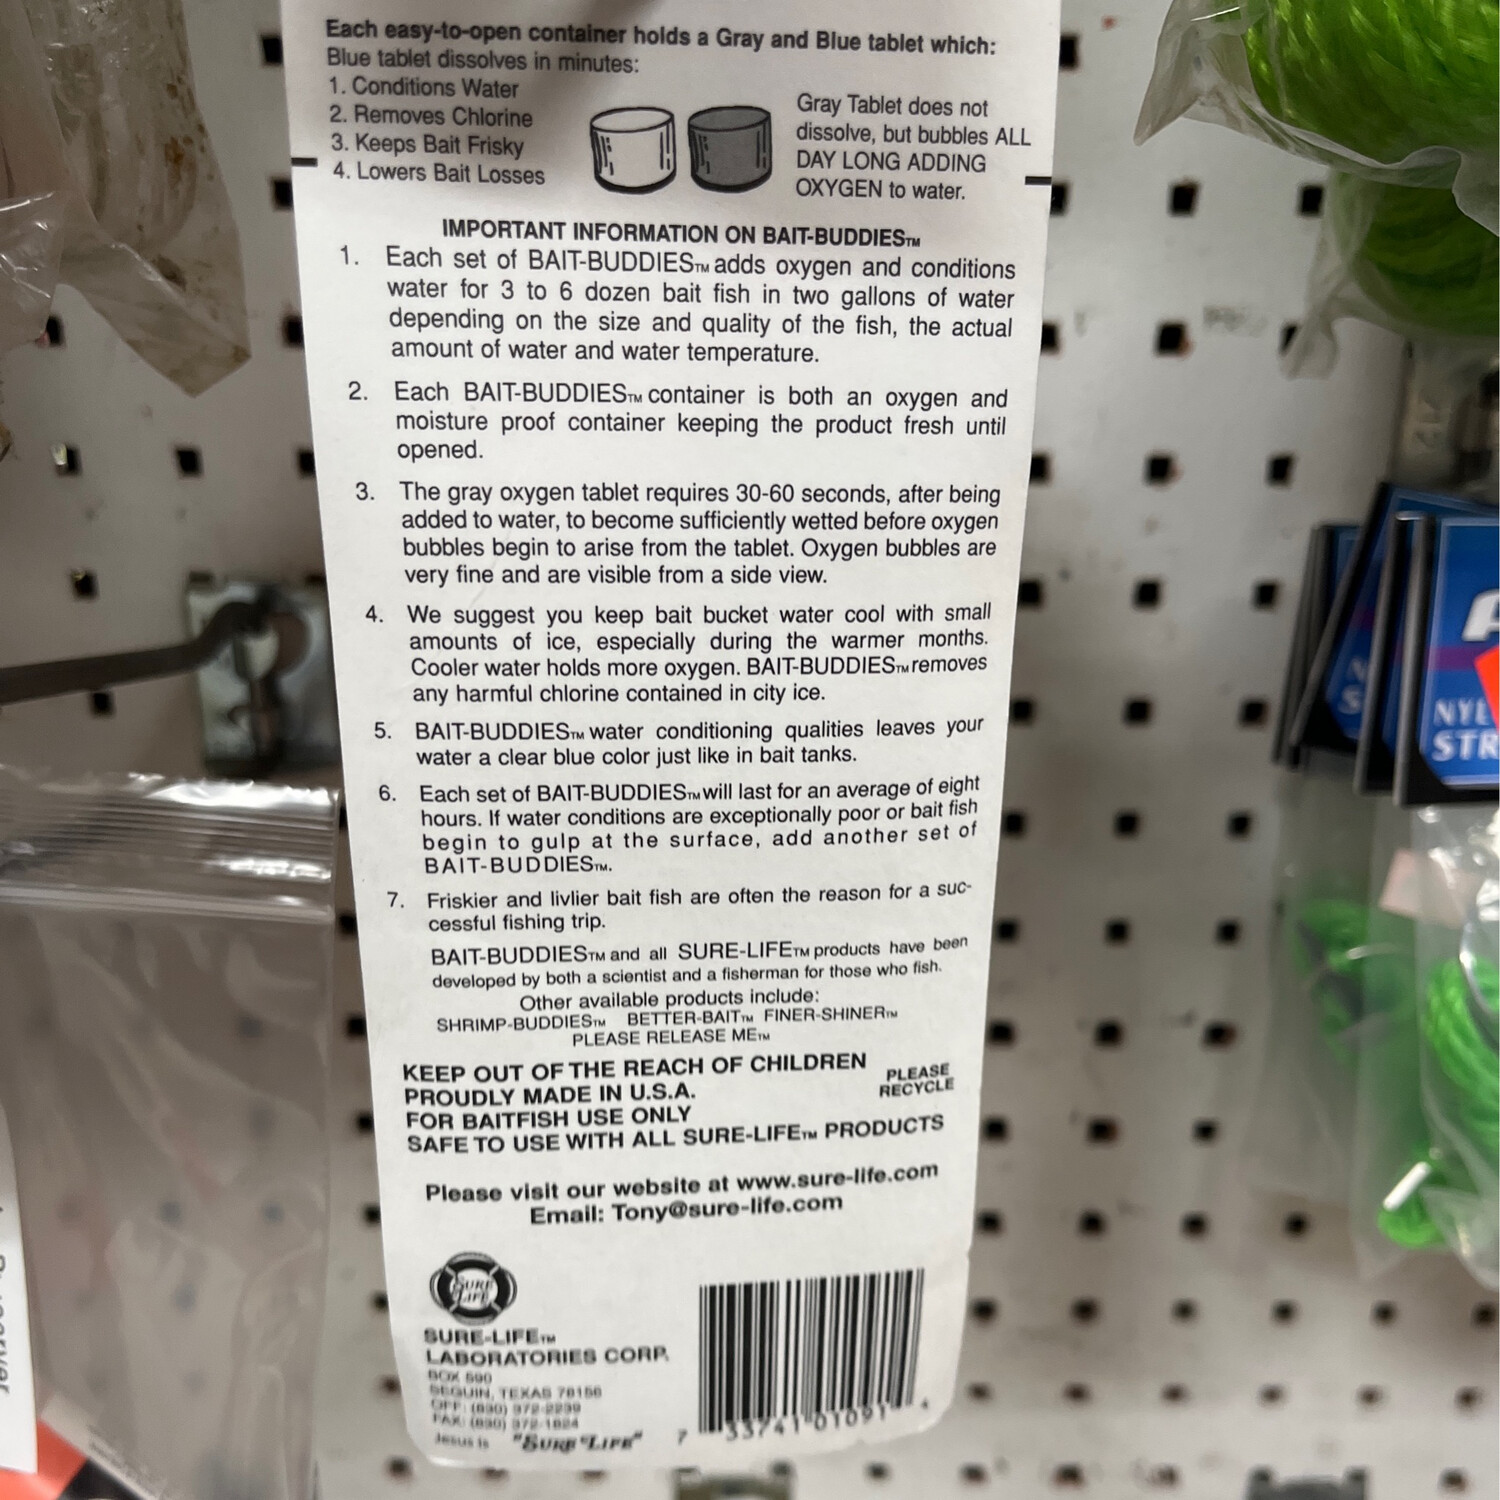 Each easy-to-open container holds a Gray and Blue tablet which:
Blue tablet dissolves in minutes:
1. Conditions Water
2. Removes Chlorine
3. Keeps Bait Frisky
4. Lowers Bait Losses
Gray Tablet does not
dissolve, but bubbles ALL
DAY LONG ADDING
OXYGEN to water.
IMPORTANT INFORMATION ON BAIT-BUDDIES™
1. Each set of BAIT-BUDDIES™ adds oxygen and conditions
water for 3 to 6 dozen bait fish in two gallons of water
depending on the size and quality of the fish, the actual
amount of water and water temperature.
2. Each BAIT-BUDDIES™ container is both an oxygen and
moisture proof container keeping the product fresh until
opened.
3. The gray oxygen tablet requires 30-60 seconds, after being
added to water, to become sufficiently wetted before oxygen
bubbles begin to arise from the tablet. Oxygen bubbles are
very fine and are visible from a side view.
4. We suggest you keep bait bucket water cool with small
amounts of ice, especially during the warmer months.
Cooler water holds more oxygen. BAIT-BUDDIES™ removes
any harmful chlorine contained in city ice.
5. BAIT-BUDDIES™ water conditioning qualities leaves your
water a clear blue color just like in bait tanks.
6. Each set of BAIT-BUDDIES™ will last for an average of eight
hours. If water conditions are exceptionally poor or bait fish
begin to gulp at the surface, add another set of
BAIT-BUDDIES™.
7. Friskier and livlier bait fish are often the reason for a suc-
cessful fishing trip.
BAIT-BUDDIES™ and all SURE-LIFE™ products have been
developed by both a scientist and a fisherman for those who fish.
Other available products include:
SHRIMP-BUDDIES™ BETTER-BAIT™ FINER-SHINER™
PLEASE RELEASE ME™
KEEP OUT OF THE REACH OF CHILDREN
PROUDLY MADE IN U.S.A.
FOR BAITFISH USE ONLY
SAFE TO USE WITH ALL SURE-LIFE™ PRODUCTS
PLEASE
RECYCLE
Please visit our website at www.sure-life.com
Email: Tony@sure-life.com
SURE
LIFE
SURE-LIFE™
LABORATORIES CORP.
BOX 590
SEGUIN, TEXAS 78156
OFF: (830) 372-2239
FAX: (830) 372-1824
Jesus is "SURE LIFE"
7 33741 01091 4
NYL
STR